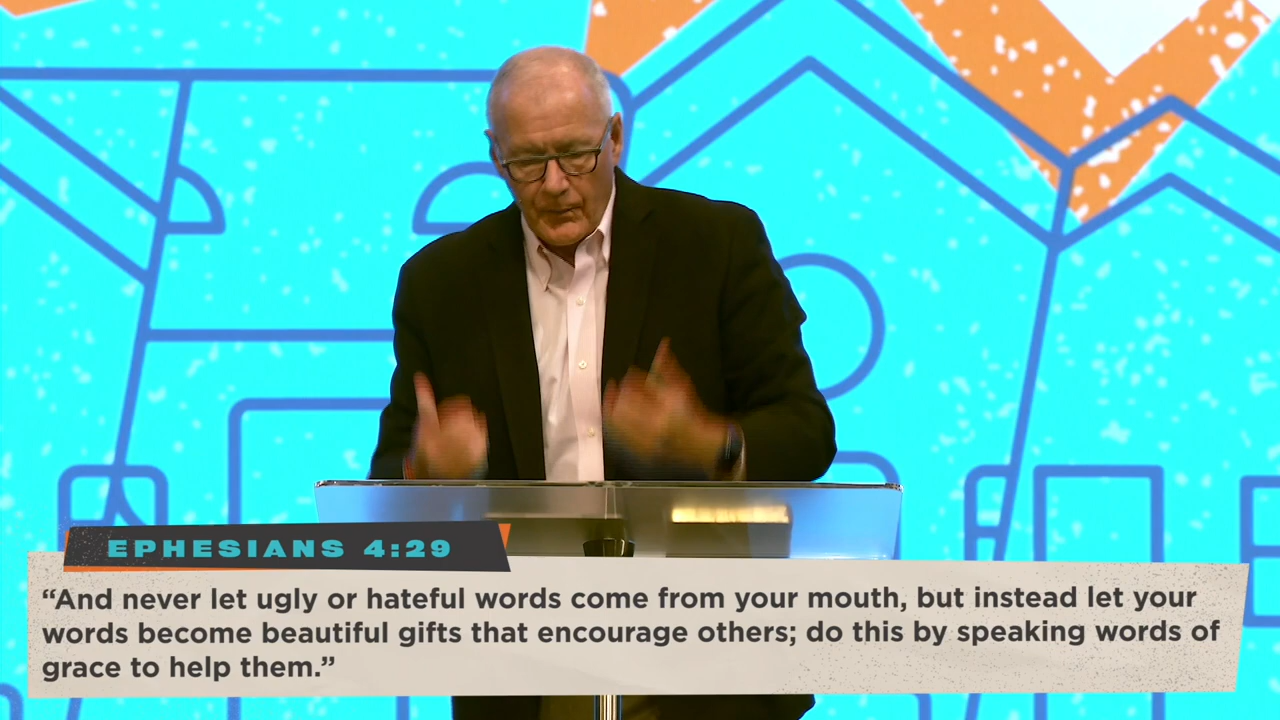 EPHESIANS 4:29
“And never let ugly or hateful words come from your mouth, but instead let your
words become beautiful gifts that encourage others; do this by speaking words of
grace to help them.”